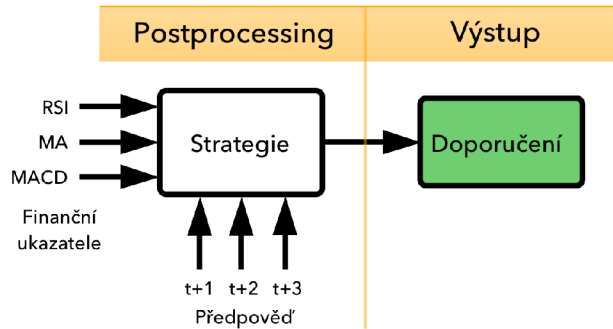 Postprocessing
Výstup
RSI
MA
MACD
Finanční
ukazatele
Strategie
Doporučení
t+1 t+2 t+3
Předpověď